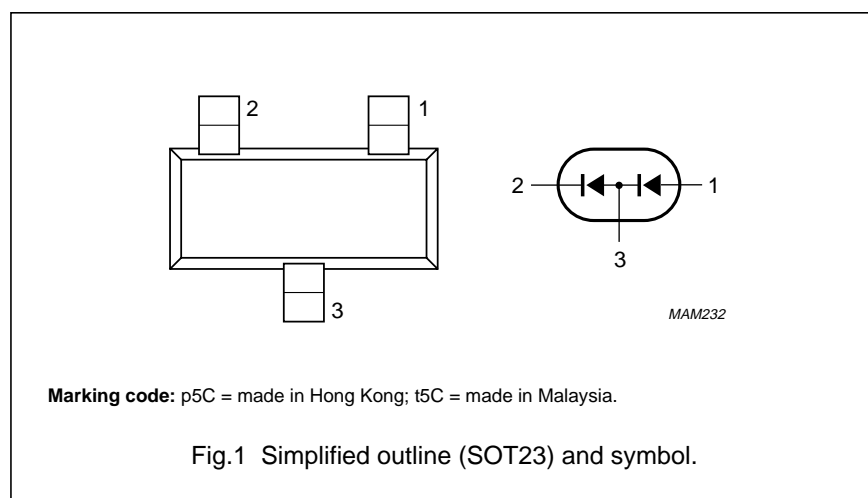 2
1
3
2
1
3
MAM232
Marking code: p5C = made in Hong Kong; t5C = made in Malaysia.
Fig.1 Simplified outline (SOT23) and symbol.